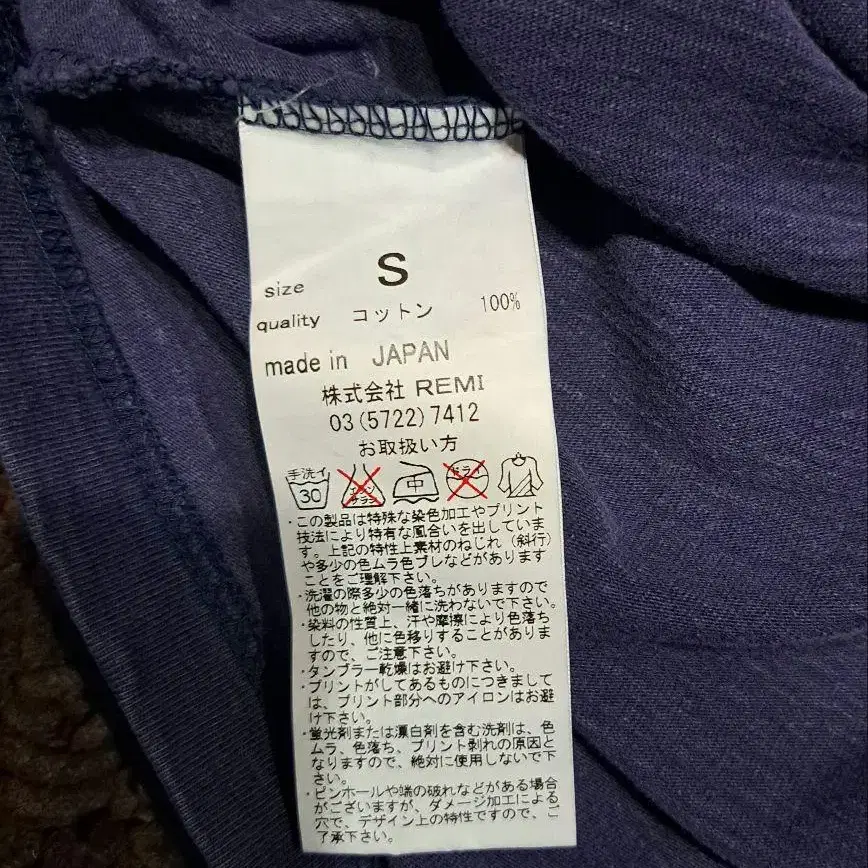 size S
quality コットン 100%
made in JAPAN
株式会社 REMI
03(5722)7412
お取扱い方
手洗イ エンソサラシ 中 ドライ
30
・この製品は特殊な染色加工やプリント
技法により特有な風合いを出していま
す。上記の特性上素材のねじれ（斜行）
や多少の色ムラ色ブレなどがあります
ことをご理解下さい。
・洗濯の際多少の色落ちがありますので
他の物と絶対一緒に洗わないで下さい。
・染料の性質上、汗や摩擦により色落ち
したり、他に色移りすることがありま
すので、ご注意下さい。
・タンブラー乾燥はお避け下さい。
・プリントがしてあるものにつきまして
は、プリント部分へのアイロンはお避
け下さい。
・蛍光剤または漂白剤を含む洗剤は、色
ムラ、色落ち、プリント剥れの原因と
なりますので、絶対に使用しないで下
さい。
・ピンホールや端の破れなどがある場合
がございますが、ダメージ加工による
穴で、デザイン上の特性ですので、ご
了承下さい。